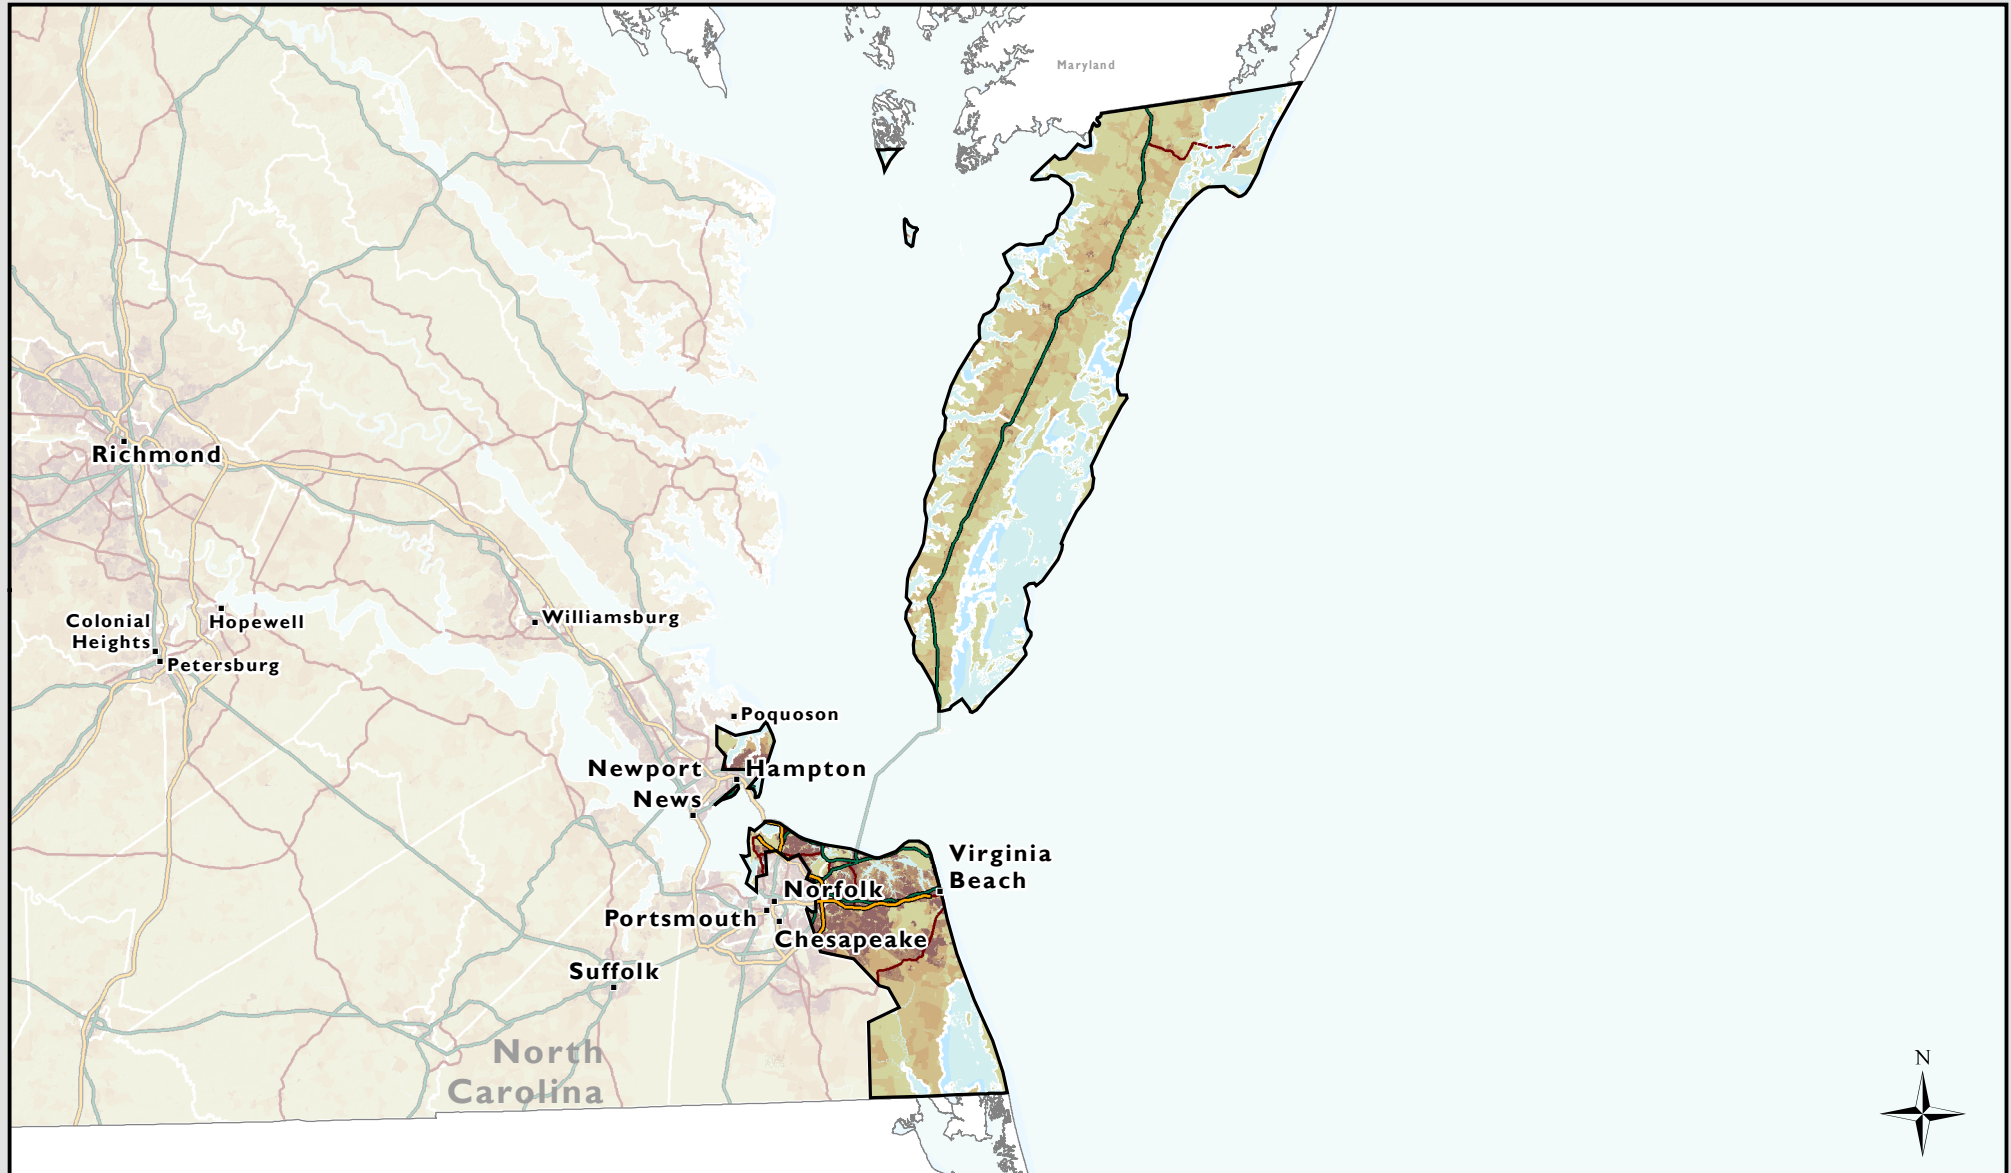 Maryland
Richmond
Colonial
Heights
Hopewell
Petersburg
Williamsburg
Poquoson
Newport
News
Hampton
Virginia
Beach
Norfolk
Portsmouth
Chesapeake
Suffolk
North
Carolina
N